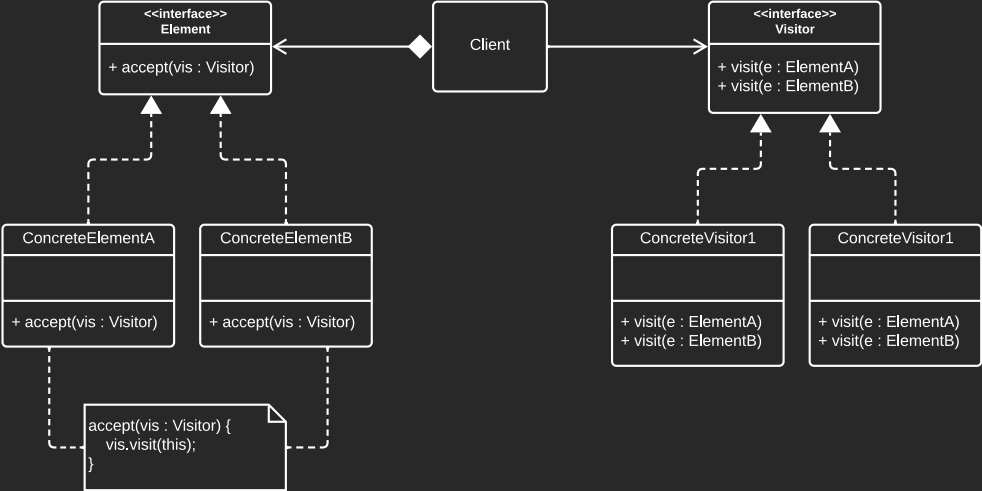 <<interface>>
Element
+ accept(vis : Visitor)
Client
<<interface>>
Visitor
+ visit(e : ElementA)
+ visit(e : ElementB)
ConcreteElementA
+ accept(vis : Visitor)
ConcreteElementB
+ accept(vis : Visitor)
ConcreteVisitor1
+ visit(e : ElementA)
+ visit(e : ElementB)
ConcreteVisitor1
+ visit(e : ElementA)
+ visit(e : ElementB)
accept(vis : Visitor) {
vis.visit(this);
}